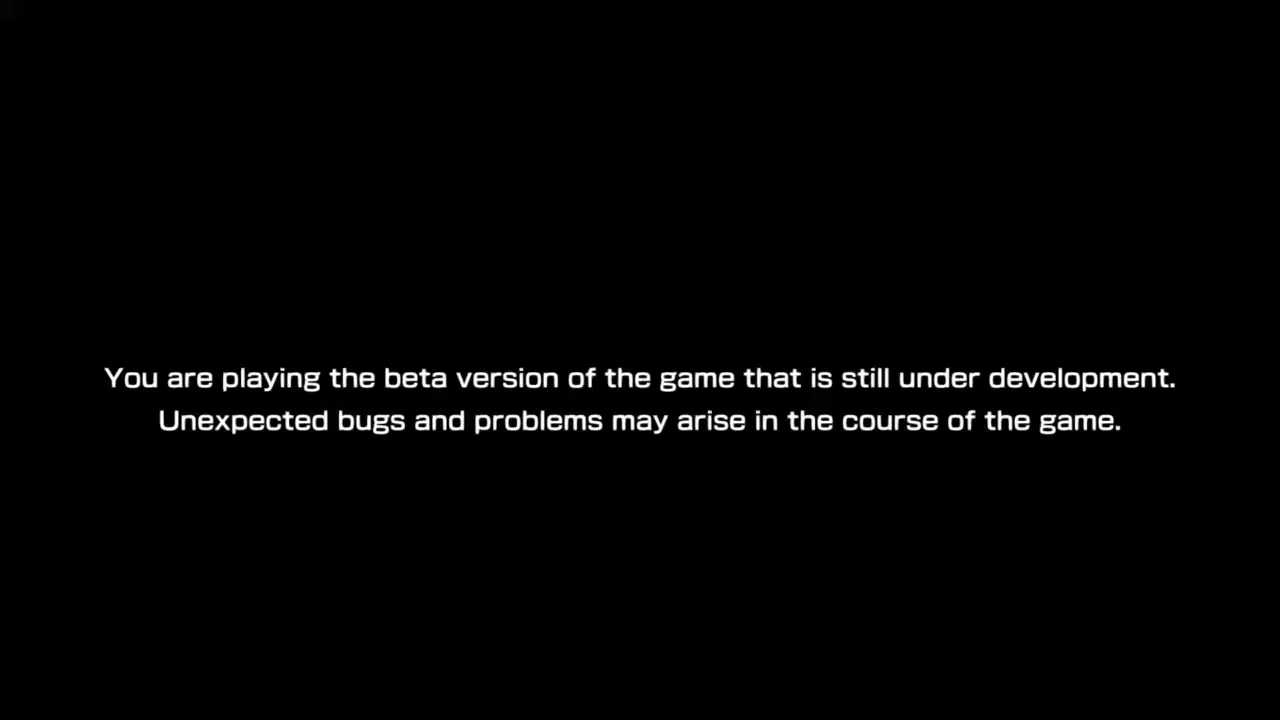 You are playing the beta version of the game that is still under development.
Unexpected bugs and problems may arise in the course of the game.